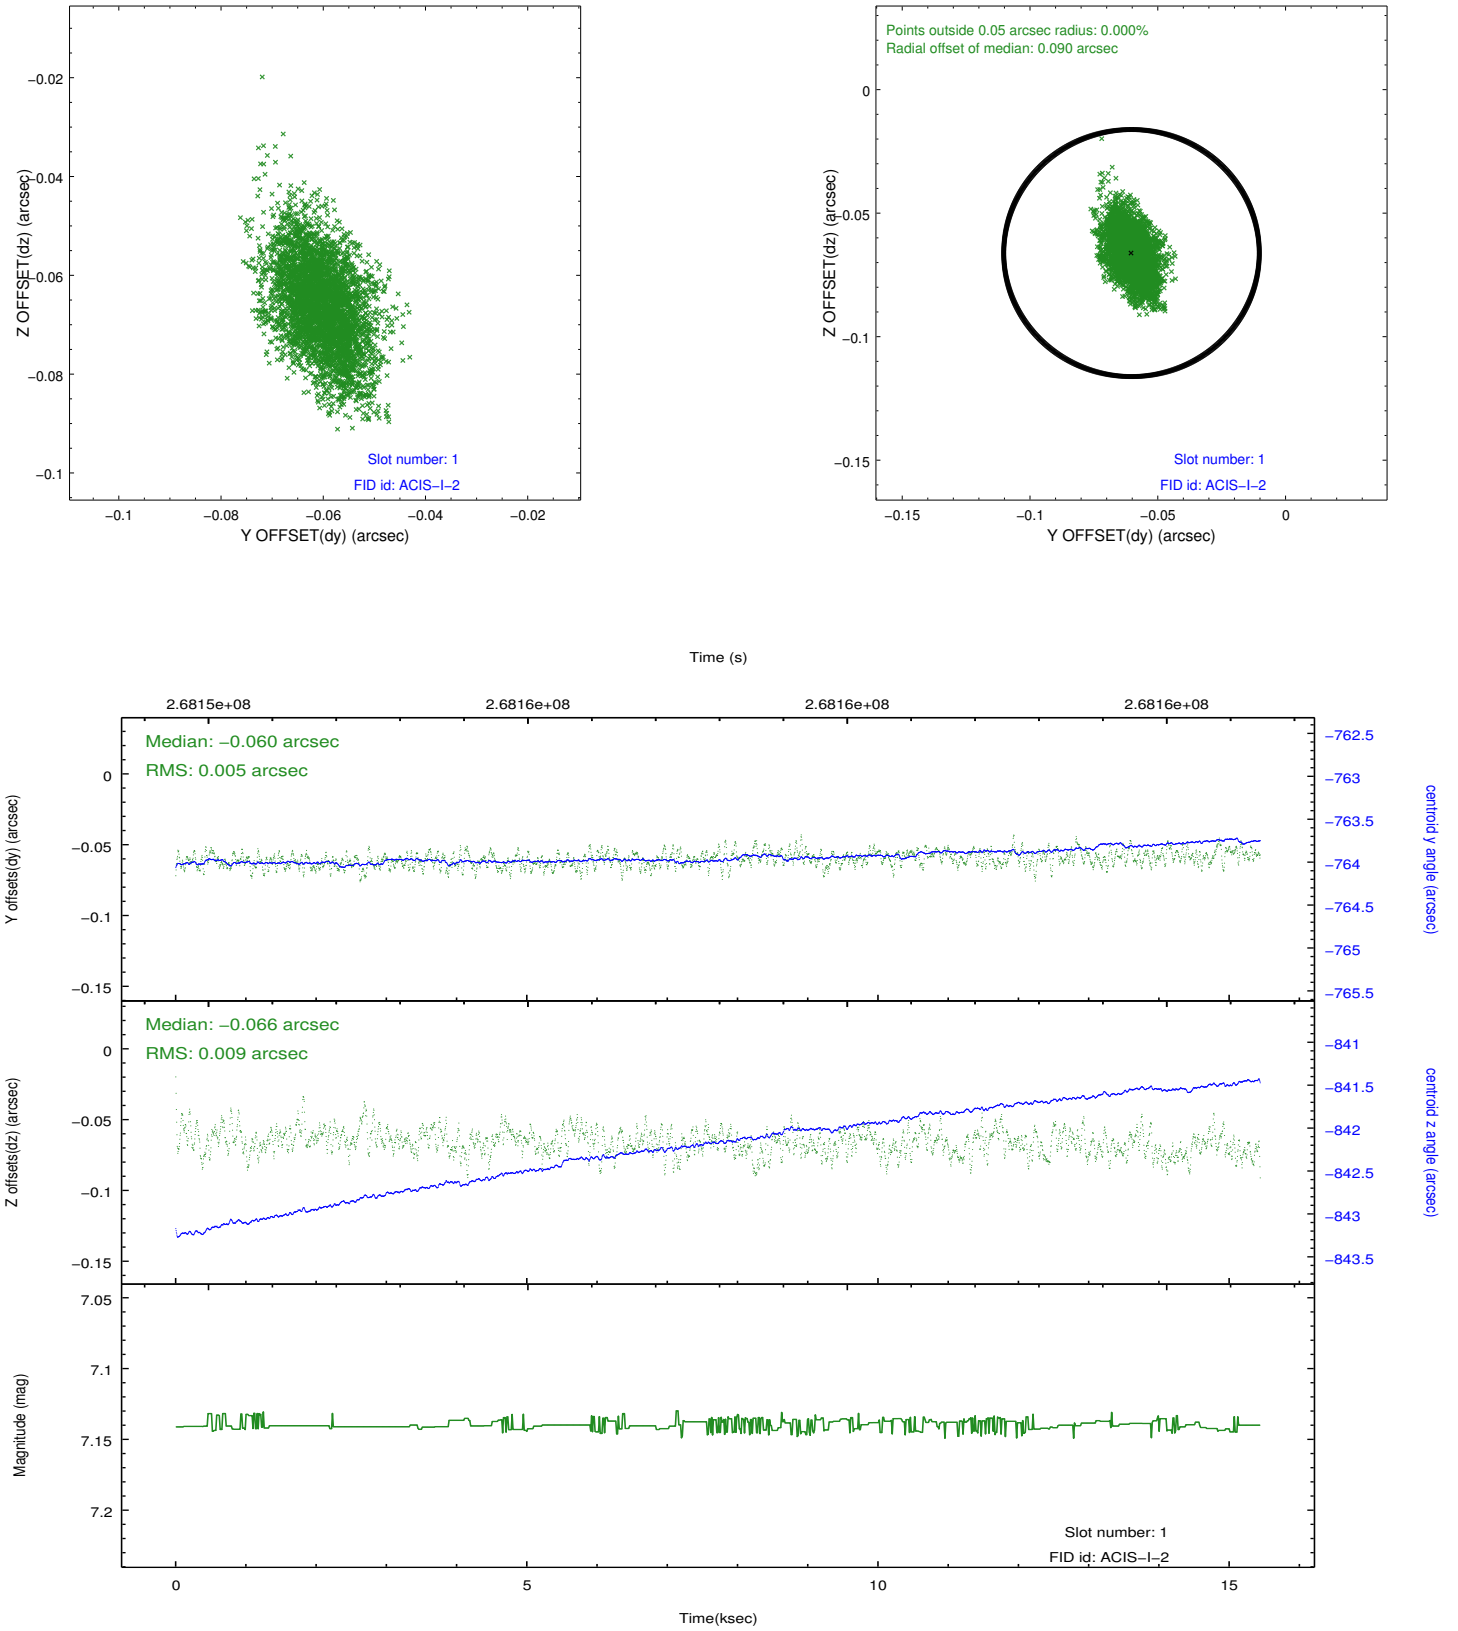 −0.02
−0.04
−0.06
−0.08
−0.1
Z OFFSET(dz) (arcsec)
Slot number: 1
FID id: ACIS−I−2
−0.1
−0.08
−0.06
−0.04
−0.02
Y OFFSET(dy) (arcsec)
Points outside 0.05 arcsec radius: 0.000%
Radial offset of median: 0.090 arcsec
0
−0.05
−0.1
−0.15
Z OFFSET(dz) (arcsec)
Slot number: 1
FID id: ACIS−I−2
−0.15
−0.1
−0.05
0
Y OFFSET(dy) (arcsec)
Time (s)
2.6815e+08
2.6816e+08
2.6816e+08
2.6816e+08
Median: −0.060 arcsec
RMS: 0.005 arcsec
0
−0.05
−0.1
−0.15
Y offsets(dy) (arcsec)
−762.5
−763
−763.5
−764
−764.5
−765
−765.5
centroid y angle (arcsec)
Median: −0.066 arcsec
RMS: 0.009 arcsec
0
−0.05
−0.1
−0.15
Z offsets(dz) (arcsec)
−841
−841.5
−842
−842.5
−843
−843.5
centroid z angle (arcsec)
7.05
7.1
7.15
7.2
Magnitude (mag)
Slot number: 1
FID id: ACIS−I−2
0
5
10
15
Time(ksec)